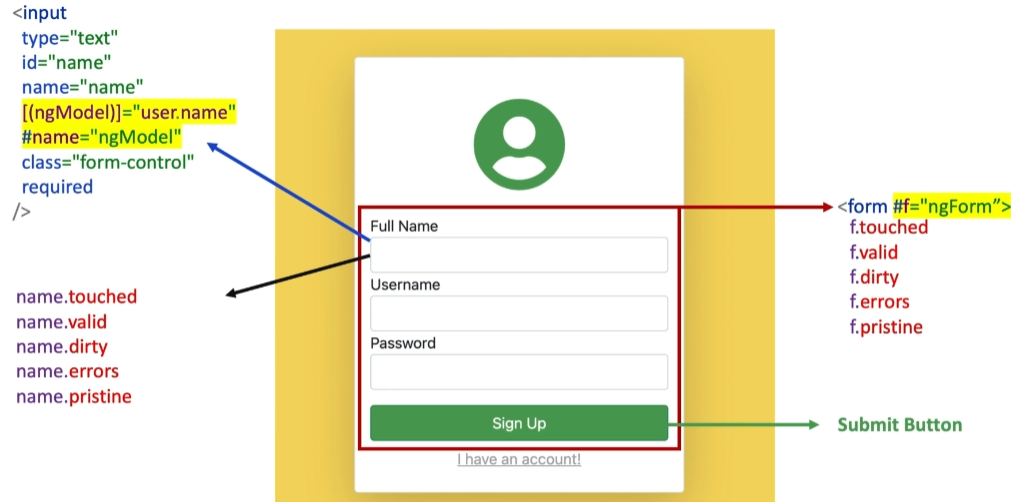 <input
type="text"
id="name"
name="name"
[(ngModel)]="user.name"
#name="ngModel"
class="form-control"
required
/>
name.touched
name.valid
name.dirty
name.errors
name.pristine
Full Name
Username
Password
Sign Up
I have an account!
<form #f="ngForm”>
f.touched
f.valid
f.dirty
f.errors
f.pristine
Submit Button